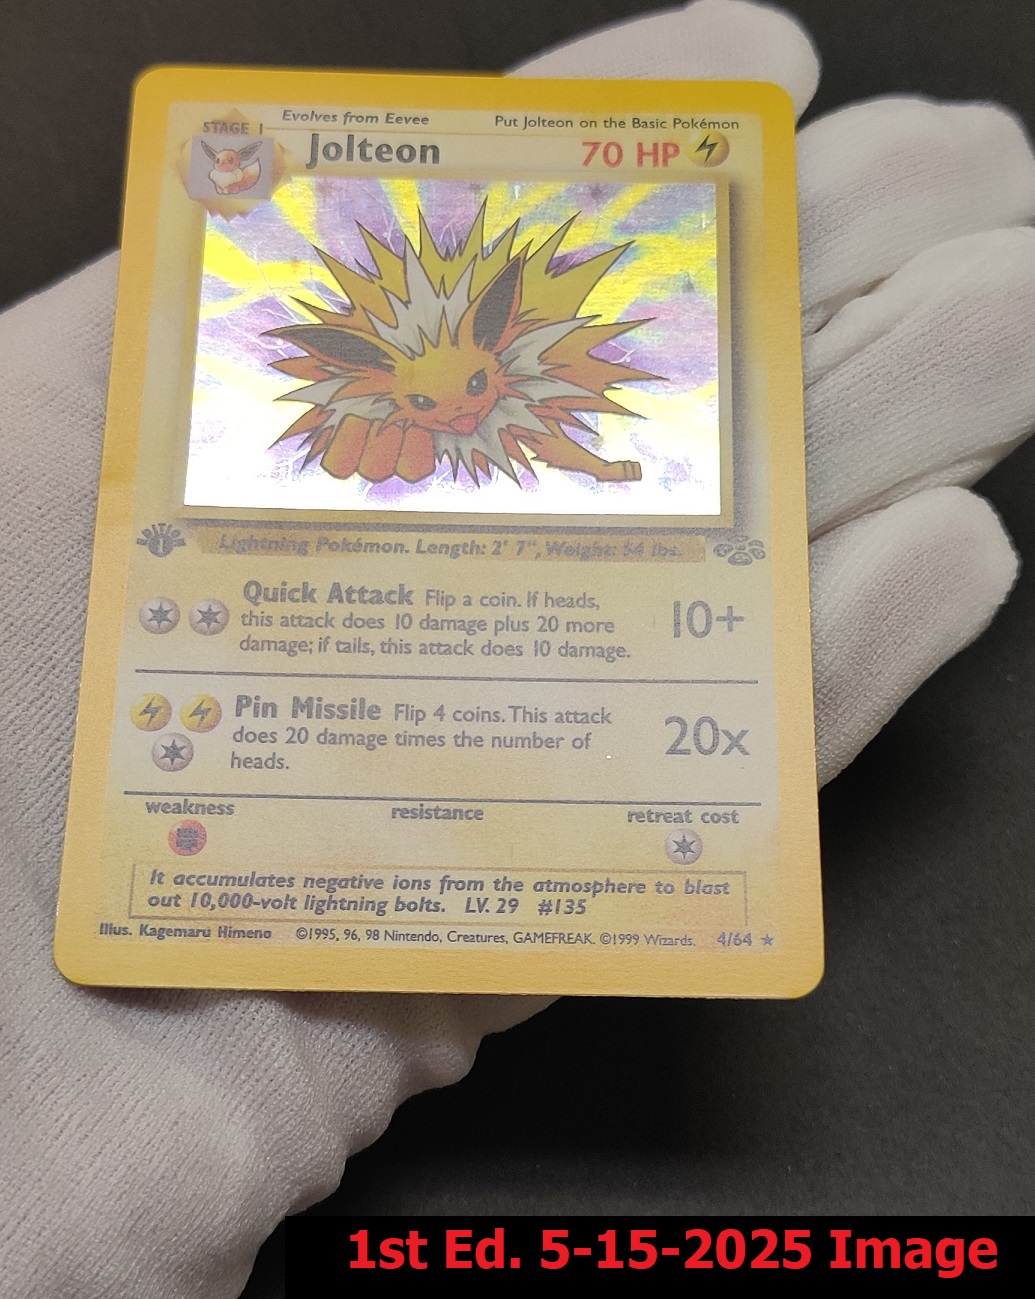 Evolves from Eevee
Put Jolteon on the Basic Pokémon
STAGE 1
Jolteon
70 HP
EDITION
1
Lightning Pokémon. Length: 2' 7", Weight: 54 lbs.
Quick Attack Flip a coin. If heads,
this attack does 10 damage plus 20 more
damage; if tails, this attack does 10 damage.
10+
Pin Missile Flip 4 coins. This attack
does 20 damage times the number of
heads.
20x
weakness
resistance
retreat cost
It accumulates negative ions from the atmosphere to blast
out 10,000-volt lightning bolts. LV. 29 #135
Illus. Kagemaru Himeno ©1995, 96, 98 Nintendo, Creatures, GAMEFREAK. ©1999 Wizards. 4/64 ★
1st Ed. 5-15-2025 Image